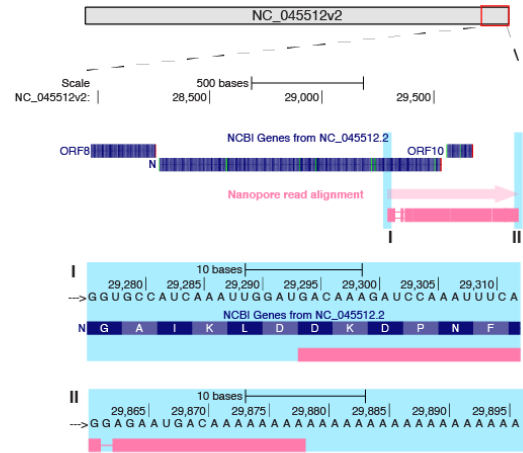 NC_045512v2
Scale 500 bases
NC_045512v2: 28,500 29,000 29,500
NCBI Genes from NC_045512.2
ORF8 ORF10
N
Nanopore read alignment
I II
I 10 bases
29,280 29,285 29,290 29,295 29,300 29,305 29,310
---> G G U G C C A U C A A A U U G G A U G A C A A A G A U C C A A A U U U C A
NCBI Genes from NC_045512.2
N G A I K L D D K D P N F
II 10 bases
29,865 29,870 29,875 29,880 29,885 29,890 29,895
---> G G A G A A U G A C A A A A A A A A A A A A A A A A A A A A A A A A A A